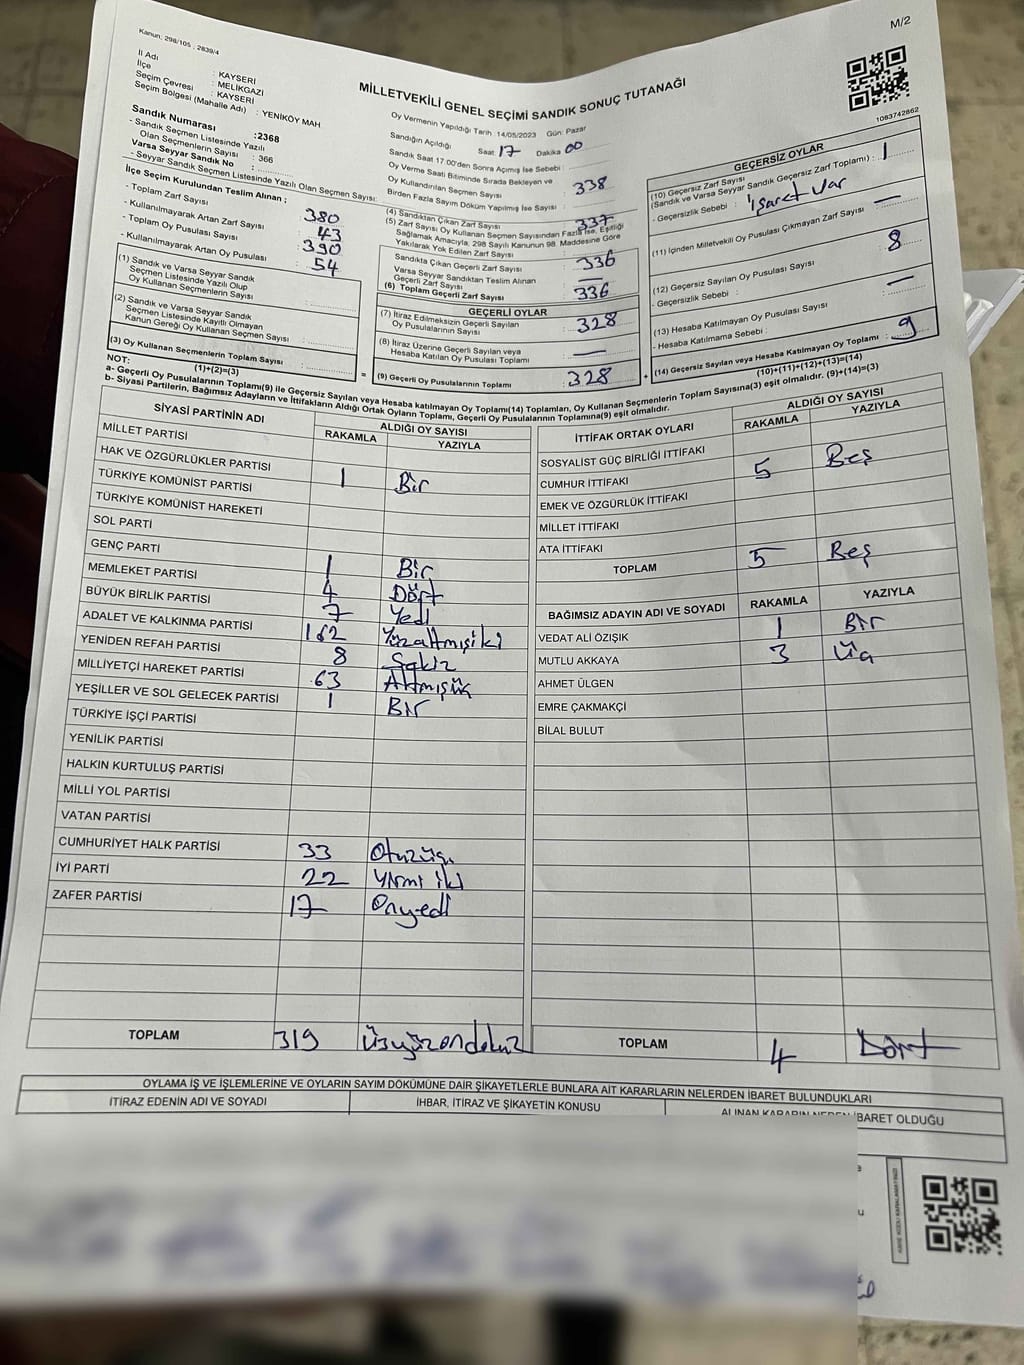 M/2
Kanun: 298/105 , 2839/4
İl Adı : KAYSERİ
İlçe : MELİKGAZİ
Seçim Çevresi : KAYSERİ
Seçim Bölgesi (Mahalle Adı) : YENİKÖY MAH
MİLLETVEKİLİ GENEL SEÇİMİ SANDIK SONUÇ TUTANAĞI
1083742862
Sandık Numarası :2368
- Sandık Seçmen Listesinde Yazılı
Olan Seçmenlerin Sayısı : 366
Varsa Seyyar Sandık No :
- Seyyar Sandık Seçmen Listesinde Yazılı Olan Seçmen Sayısı:
İlçe Seçim Kurulundan Teslim Alınan ;
- Toplam Zarf Sayısı : 380
- Kullanılmayarak Artan Zarf Sayısı : 43
- Toplam Oy Pusulası Sayısı : 390
- Kullanılmayarak Artan Oy Pusulası : 54
(1) Sandık ve Varsa Seyyar Sandık
Seçmen Listesinde Yazılı Olup
Oy Kullanan Seçmenlerin Sayısı :
(2) Sandık ve Varsa Seyyar Sandık
Seçmen Listesinde Kayıtlı Olmayan
Kanun Gereği Oy Kullanan Seçmen Sayısı :
(3) Oy Kullanan Seçmenlerin Toplam Sayısı :
(1)+(2)=(3)
Oy Vermenin Yapıldığı Tarih :14/05/2023 Gün: Pazar
Sandığın Açıldığı Saat 17 Dakika 00
Sandık Saat 17:00'den Sonra Açılmış İse Sebebi :
Oy Verme Saati Bitiminde Sırada Bekleyen ve
Oy Kullandırılan Seçmen Sayısı : 338
Birden Fazla Sayım Döküm Yapılmış İse Sayısı :
(4) Sandıktan Çıkan Zarf Sayısı : 337
(5) Zarf Sayısı Oy Kullanan Seçmen Sayısından Fazla İse, Eşitliği
Sağlamak Amacıyla, 298 Sayılı Kanunun 98. Maddesine Göre
Yakılarak Yok Edilen Zarf Sayısı :
Sandıkta Çıkan Geçerli Zarf Sayısı : 336
Varsa Seyyar Sandıktan Teslim Alınan
Geçerli Zarf Sayısı : —
(6) Toplam Geçerli Zarf Sayısı : 336
GEÇERLİ OYLAR
(7) İtiraz Edilmeksizin Geçerli Sayılan
Oy Pusulalarının Sayısı : 328
(8) İtiraz Üzerine Geçerli Sayılan veya
Hesaba Katılan Oy Pusulası Toplamı : —
= (9) Geçerli Oy Pusulalarının Toplamı : 328 +
GEÇERSİZ OYLAR
(10) Geçersiz Zarf Sayısı
(Sandık ve Varsa Seyyar Sandık Geçersiz Zarf Toplamı) : 1
- Geçersizlik Sebebi : işaret var
(11) İçinden Milletvekili Oy Pusulası Çıkmayan Zarf Sayısı : —
(12) Geçersiz Sayılan Oy Pusulası Sayısı : 8
- Geçersizlik Sebebi :
(13) Hesaba Katılmayan Oy Pusulası Sayısı : —
- Hesaba Katılmama Sebebi :
(14) Geçersiz Sayılan veya Hesaba Katılmayan Oy Toplamı : 9
(10)+(11)+(12)+(13)=(14)
NOT:
a- Geçerli Oy Pusulalarının Toplamı(9) ile Geçersiz Sayılan veya Hesaba katılmayan Oy Toplamı(14) Toplamları, Oy Kullanan Seçmenlerin Toplam Sayısına(3) eşit olmalıdır. (9)+(14)=(3)
b- Siyasi Partilerin, Bağımsız Adayların ve İttifakların Aldığı Ortak Oyların Toplamı, Geçerli Oy Pusulalarının Toplamına(9) eşit olmalıdır.
SİYASİ PARTİNİN ADI ALDIĞI OY SAYISI
RAKAMLA YAZIYLA
MİLLET PARTİSİ
HAK VE ÖZGÜRLÜKLER PARTİSİ
TÜRKİYE KOMÜNİST PARTİSİ 1 Bir
TÜRKİYE KOMÜNİST HAREKETİ
SOL PARTİ
GENÇ PARTİ
MEMLEKET PARTİSİ 1 Bir
BÜYÜK BİRLİK PARTİSİ 4 Dört
ADALET VE KALKINMA PARTİSİ 7 Yedi
YENİDEN REFAH PARTİSİ 162 Yüzaltmışiki
MİLLİYETÇİ HAREKET PARTİSİ 8 Sekiz
YEŞİLLER VE SOL GELECEK PARTİSİ 63 Altmışüç
TÜRKİYE İŞÇİ PARTİSİ 1 Bir
YENİLİK PARTİSİ
HALKIN KURTULUŞ PARTİSİ
MİLLİ YOL PARTİSİ
VATAN PARTİSİ
CUMHURİYET HALK PARTİSİ 33 Otuzüç
İYİ PARTİ 22 Yirmi iki
ZAFER PARTİSİ 17 Onyedi
TOPLAM 319 Üçyüzondokuz
İTTİFAK ORTAK OYLARI ALDIĞI OY SAYISI
RAKAMLA YAZIYLA
SOSYALİST GÜÇ BİRLİĞİ İTTİFAKI
CUMHUR İTTİFAKI 5 Beş
EMEK VE ÖZGÜRLÜK İTTİFAKI
MİLLET İTTİFAKI
ATA İTTİFAKI
TOPLAM 5 Beş
BAĞIMSIZ ADAYIN ADI VE SOYADI RAKAMLA YAZIYLA
VEDAT ALİ ÖZIŞIK 1 Bir
MUTLU AKKAYA 3 Üç
AHMET ÜLGEN
EMRE ÇAKMAKÇİ
BİLAL BULUT
TOPLAM 4 Dört
OYLAMA İŞ VE İŞLEMLERİNE VE OYLARIN SAYIM DÖKÜMÜNE DAİR ŞİKAYETLERLE BUNLARA AİT KARARLARIN NELERDEN İBARET BULUNDUKLARI
İTİRAZ EDENİN ADI VE SOYADI İHBAR, İTİRAZ VE ŞİKAYETİN KONUSU ALINAN KARARIN NEDEN İBARET OLDUĞU